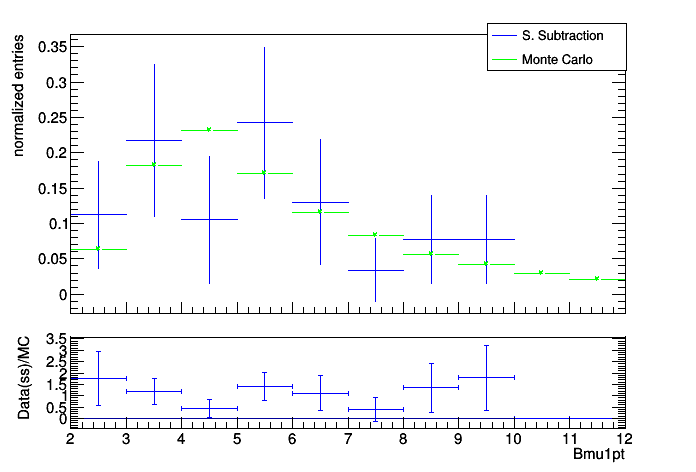 S. Subtraction
Monte Carlo
normalized entries
0.35
0.3
0.25
0.2
0.15
0.1
0.05
0
Data(ss)/MC
3.5
3
2.5
2
1.5
1
0.5
0
2 3 4 5 6 7 8 9 10 11 12
Bmu1pt